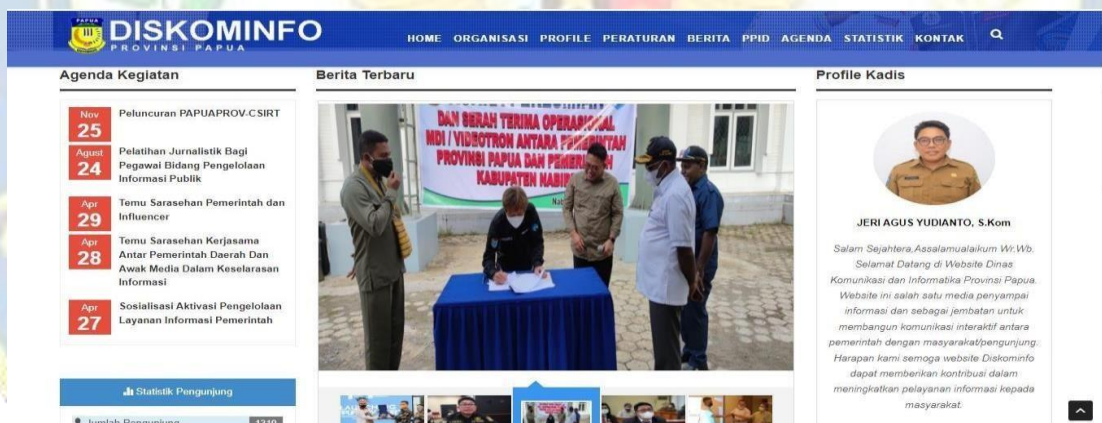 DISKOMINFO
PROVINSI PAPUA
HOME ORGANISASI PROFILE PERATURAN BERITA PPID AGENDA STATISTIK KONTAK
Agenda Kegiatan
Nov
25
Peluncuran PAPUAPROV-CSIRT
Agust
24
Pelatihan Jurnalistik Bagi
Pegawai Bidang Pengelolaan
Informasi Publik
Apr
29
Temu Sarasehan Pemerintah dan
Influencer
Apr
28
Temu Sarasehan Kerjasama
Antar Pemerintah Daerah Dan
Awak Media Dalam Keselarasan
Informasi
Apr
27
Sosialisasi Aktivasi Pengelolaan
Layanan Informasi Pemerintah
Statistik Pengunjung
Jumlah Pengunjung
Berita Terbaru
DAN SERAH TERIMA OPERASIONAL
MDI / VIDEOTRON ANTARA PEMERINTAH
PROVINSI PAPUA DAN PEMERINTAH
KABUPATEN
Profile Kadis
JERI AGUS YUDIANTO, S.Kom
Salam Sejahtera,Assalamualaikum Wr.Wb.
Selamat Datang di Website Dinas
Komunikasi dan Informatika Provinsi Papua.
Website ini salah satu media penyampai
informasi dan sebagai jembatan untuk
membangun komunikasi interaktif antara
pemerintah dengan masyarakat/pengunjung.
Harapan kami semoga website Diskominfo
dapat memberikan kontribusi dalam
meningkatkan pelayanan informasi kepada
masyarakat.